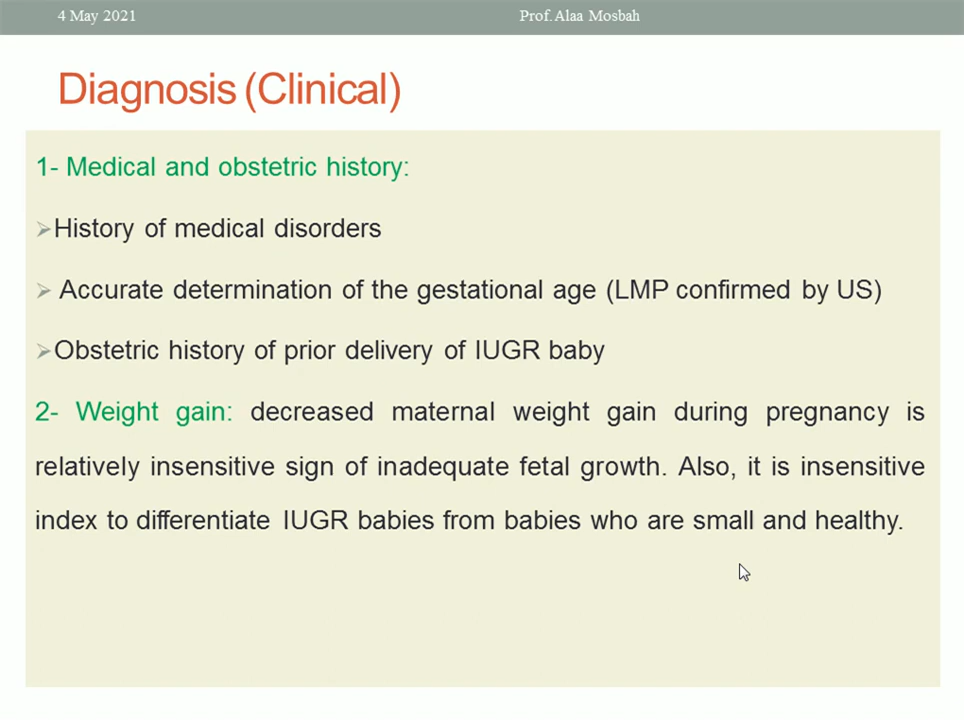 4 May 2021 Prof.Alaa Mosbah
Diagnosis (Clinical)
1- Medical and obstetric history:
History of medical disorders
Accurate determination of the gestational age (LMP confirmed by US)
Obstetric history of prior delivery of IUGR baby
2- Weight gain: decreased maternal weight gain during pregnancy is
relatively insensitive sign of inadequate fetal growth. Also, it is insensitive
index to differentiate IUGR babies from babies who are small and healthy.